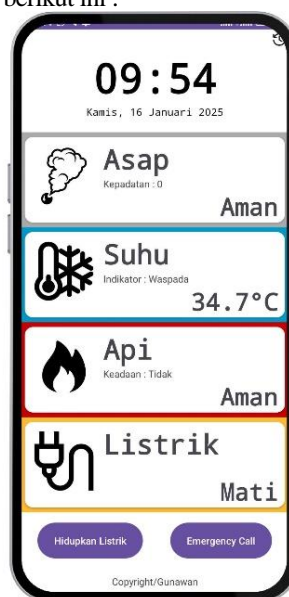 berikut ini :
09:54
Kamis, 16 Januari 2025
Asap
Kepadatan : 0
Aman
Suhu
Indikator : Waspada
34.7°C
Api
Keadaan : Tidak
Aman
Listrik
Mati
Hidupkan Listrik
Emergency Call
Copyright/Gunawan